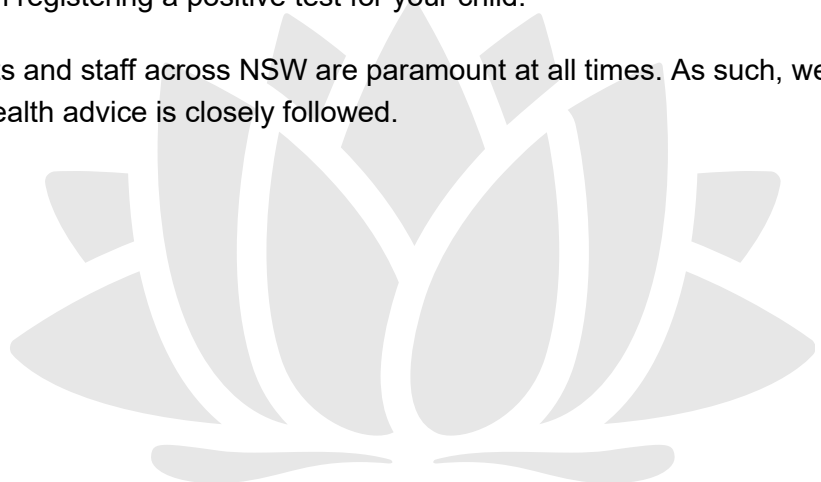 registering a positive test for your child.
s and staff across NSW are paramount at all times. As such, we
ealth advice is closely followed.